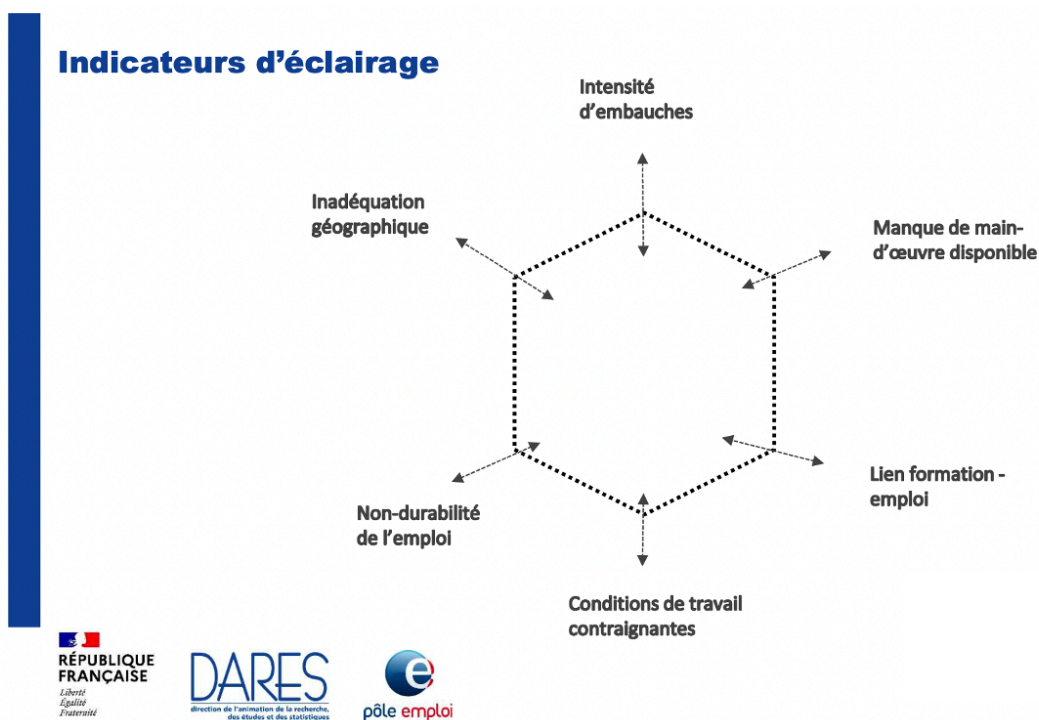 Indicateurs d'éclairage
Intensité
d'embauches
Inadéquation
géographique
Manque de main-
d'œuvre disponible
Non-durabilité
de l'emploi
Lien formation -
emploi
Conditions de travail
contraignantes
RÉPUBLIQUE
FRANÇAISE
Liberté
Égalité
Fraternité
DARES
direction de l'animation de la recherche,
des études et des statistiques
e
pôle emploi